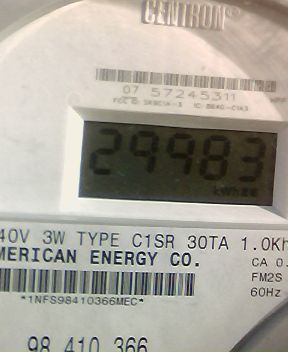 CENTRON®
07 57245311
29983
kWh
40V 3W TYPE C1SR 30TA 1.0Kh
MERICAN ENERGY CO.
CA 0.
FM2S
60Hz
*1NFS98410366MEC*
98 410 366